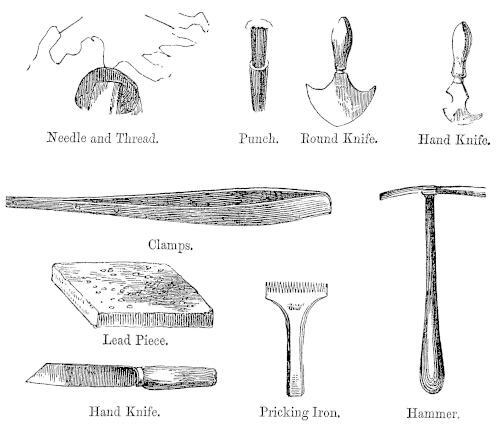 Needle and Thread.
Punch.
Round Knife.
Hand Knife.
Clamps.
Lead Piece.
Hand Knife.
Pricking Iron.
Hammer.